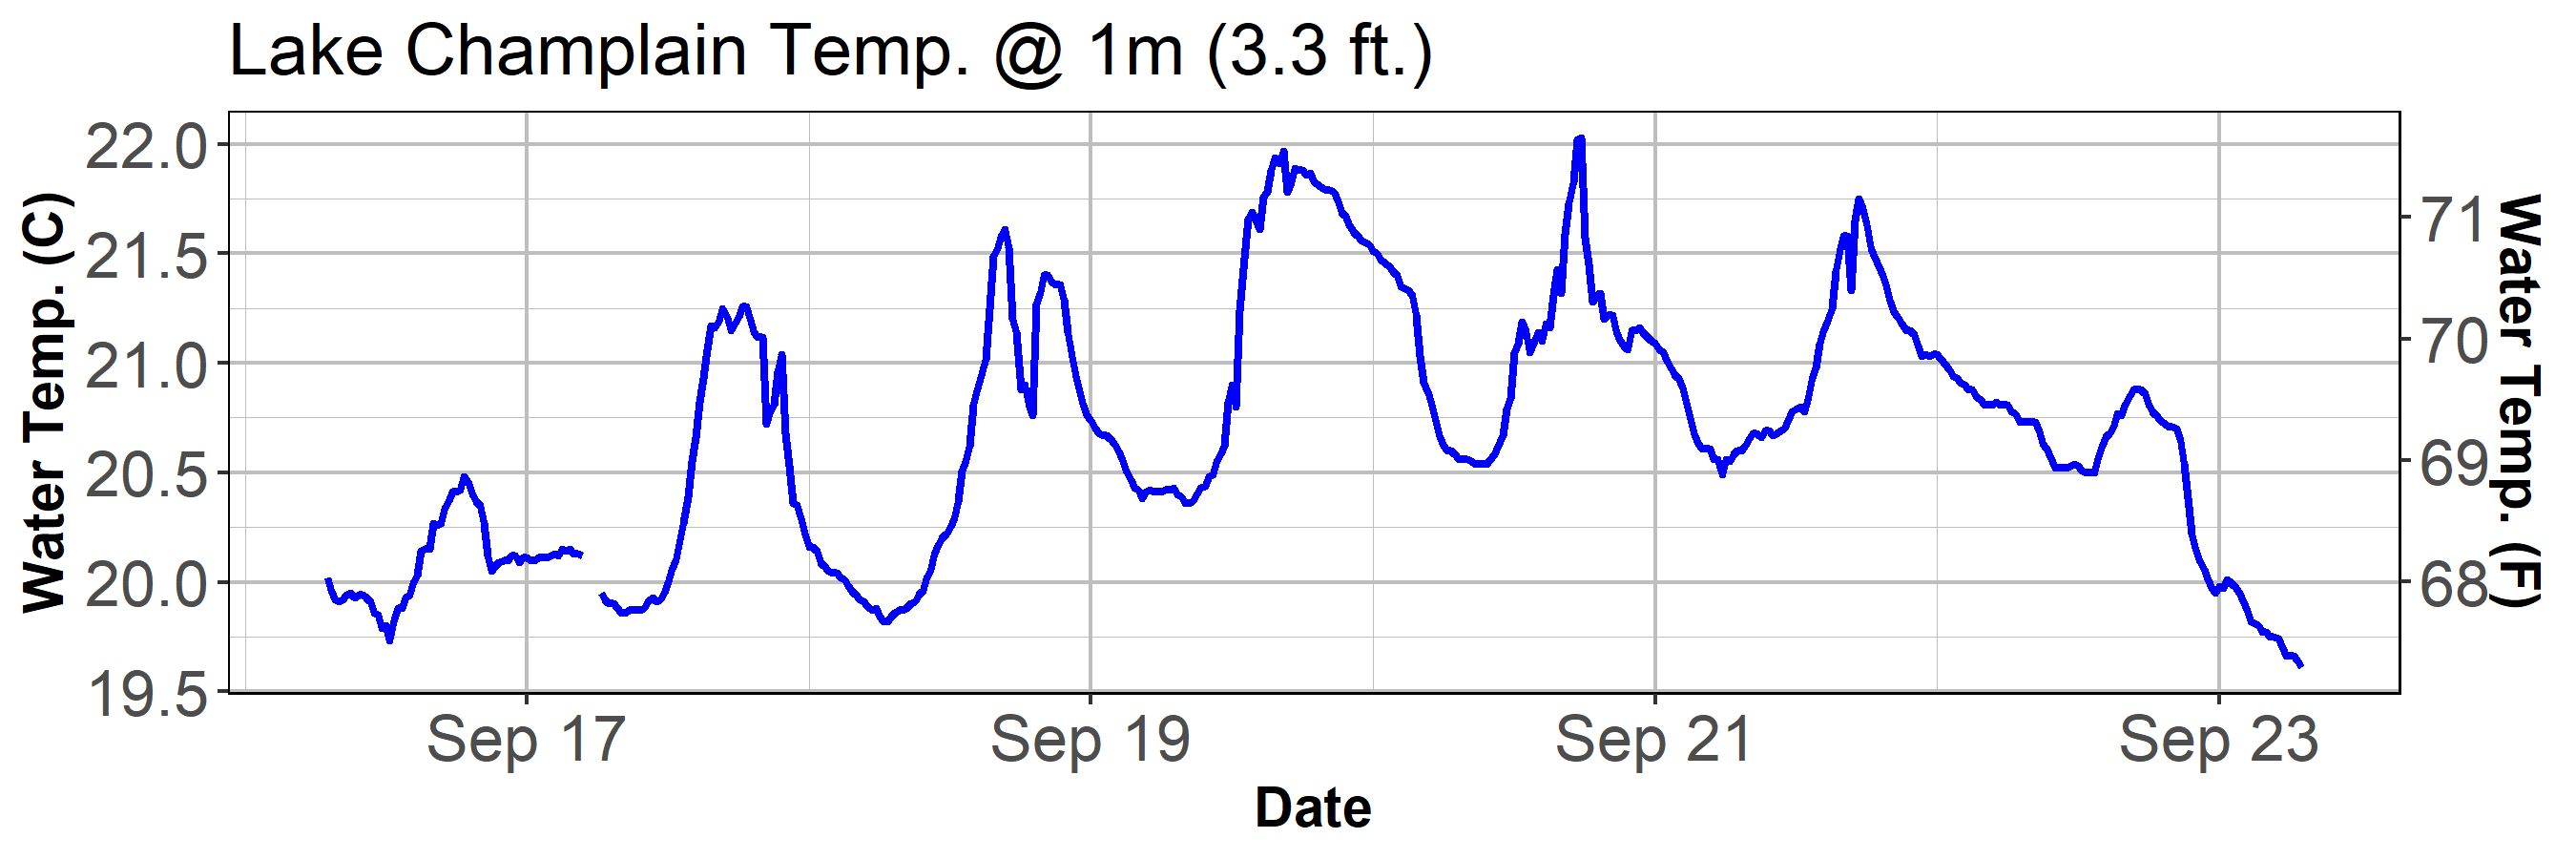 Lake Champlain Temp. @ 1m (3.3 ft.)
Water Temp. (C)
22.0
21.5
21.0
20.5
20.0
19.5
71
70
69
68
Water Temp. (F)
Sep 17 Sep 19 Sep 21 Sep 23
Date